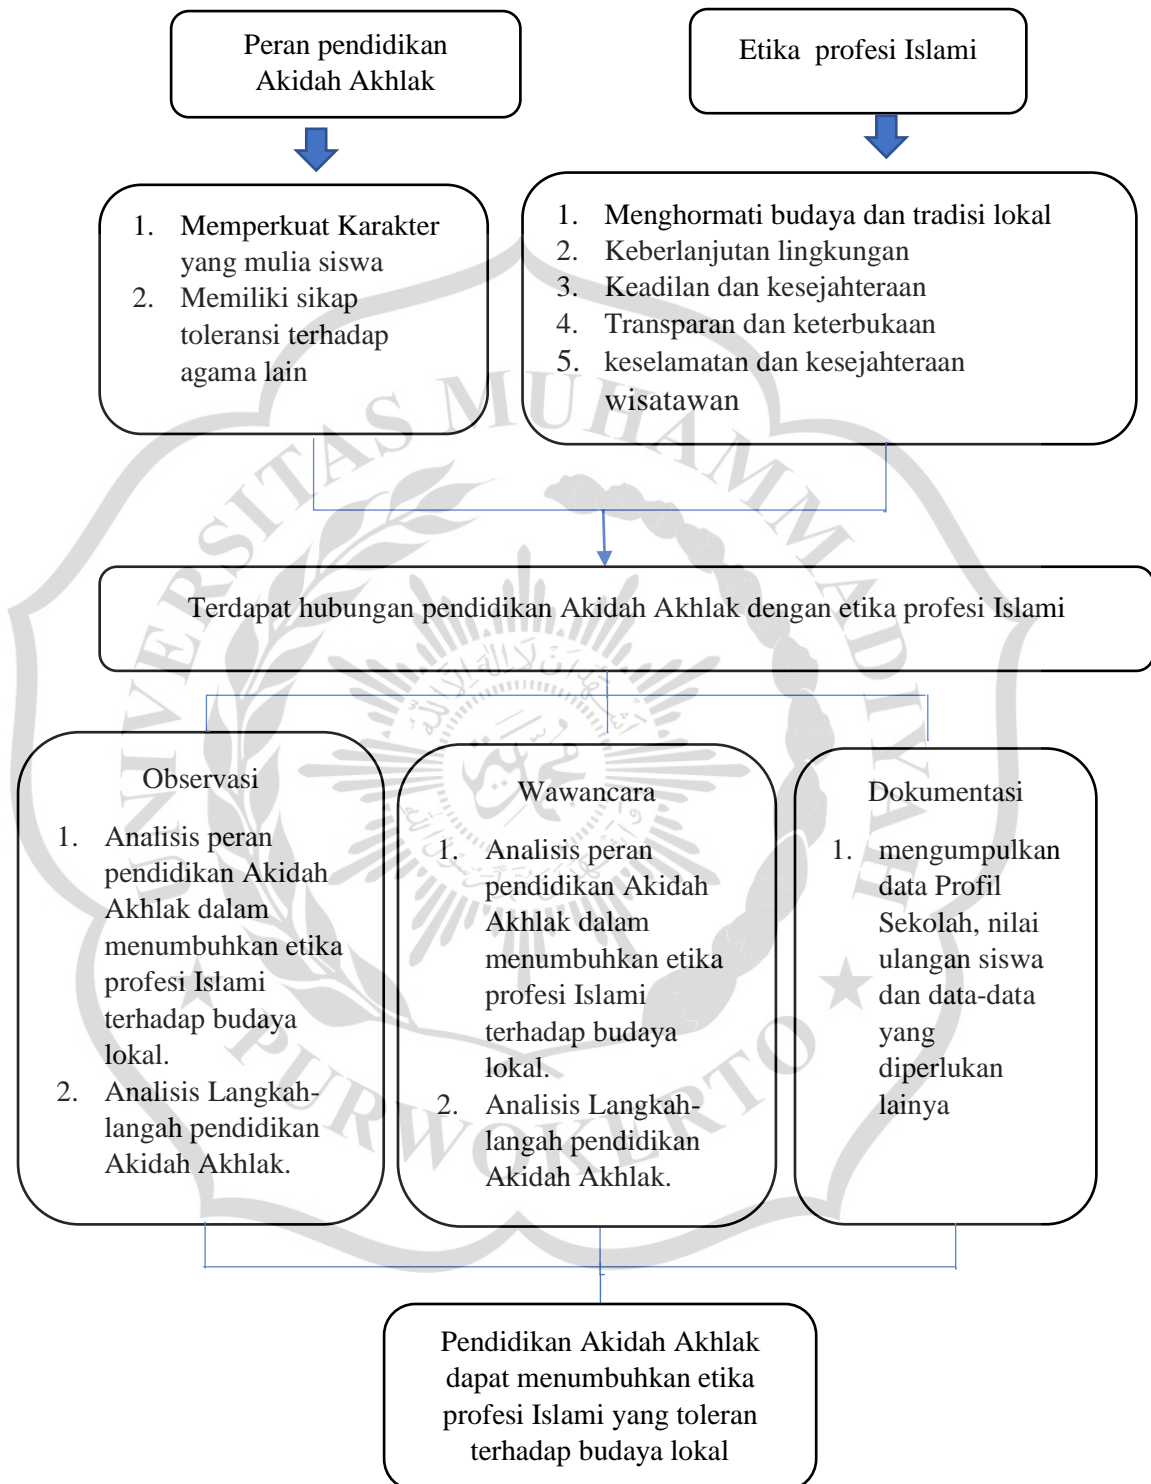 Peran pendidikan
Akidah Akhlak
Etika profesi Islami
1. Memperkuat Karakter
yang mulia siswa
2. Memiliki sikap
toleransi terhadap
agama lain
1. Menghormati budaya dan tradisi lokal
2. Keberlanjutan lingkungan
3. Keadilan dan kesejahteraan
4. Transparan dan keterbukaan
5. keselamatan dan kesejahteraan
wisatawan
Terdapat hubungan pendidikan Akidah Akhlak dengan etika profesi Islami
Observasi
1. Analisis peran
pendidikan Akidah
Akhlak dalam
menumbuhkan etika
profesi Islami
terhadap budaya
lokal.
2. Analisis Langkah-
langah pendidikan
Akidah Akhlak.
Wawancara
1. Analisis peran
pendidikan Akidah
Akhlak dalam
menumbuhkan etika
profesi Islami
terhadap budaya
lokal.
2. Analisis Langkah-
langah pendidikan
Akidah Akhlak.
Dokumentasi
1. mengumpulkan
data Profil
Sekolah, nilai
ulangan siswa
dan data-data
yang
diperlukan
lainya
Pendidikan Akidah Akhlak
dapat menumbuhkan etika
profesi Islami yang toleran
terhadap budaya lokal
UNIVERSITAS MUHAMMADIYAH
PURWOKERTO